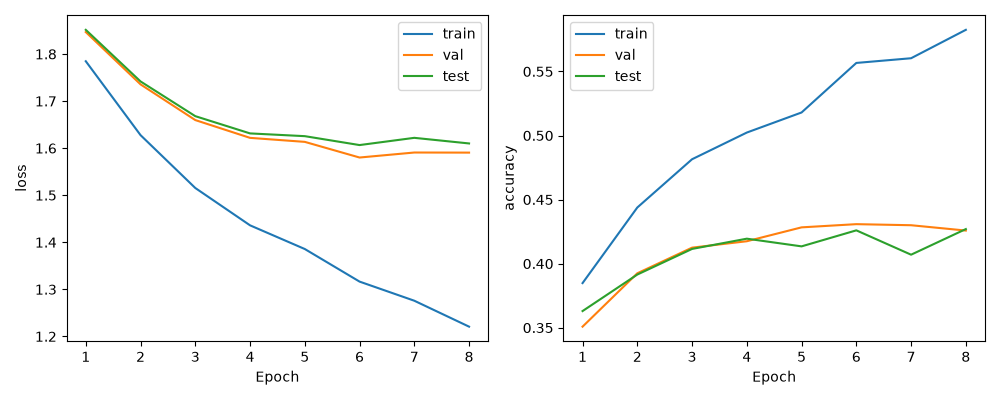 train
val
test
1.8
1.7
1.6
1.5
1.4
1.3
1.2
loss
1 2 3 4 5 6 7 8
Epoch
train
val
test
0.55
0.50
0.45
0.40
0.35
accuracy
1 2 3 4 5 6 7 8
Epoch